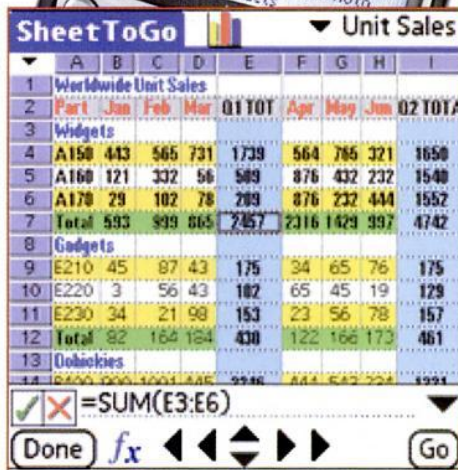 SheetToGo Unit Sales
A B C D E F G H I
1 Worldwide Unit Sales
2 Part Jan Feb Mar Q1 TOT Apr May Jun Q2 TOTA
3 Widgets
4 A150 443 565 731 1739 564 765 321 1650
5 A160 121 332 56 509 876 432 232 1540
6 A170 29 102 78 209 876 232 444 1552
7 Total 593 999 865 2457 2316 1429 997 4742
8 Gadgets
9 E210 45 87 43 175 34 65 76 175
10 E220 3 56 43 102 65 45 19 129
11 E230 34 21 98 153 23 56 78 157
12 Total 82 164 184 430 122 166 173 461
13 Dohickies
14
=SUM(E3:E6)
Done fx Go